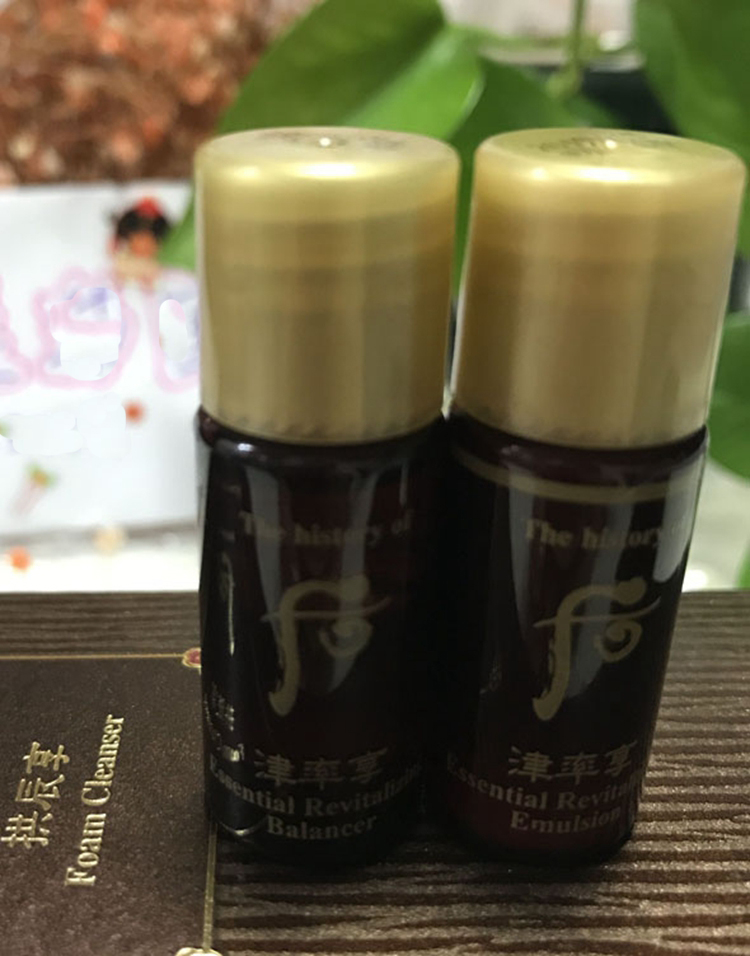 The history of
津率享
Essential Revitalizing
Balancer
The history of
津率享
Essential
Emulsion
拱辰享
Foam Cleanser